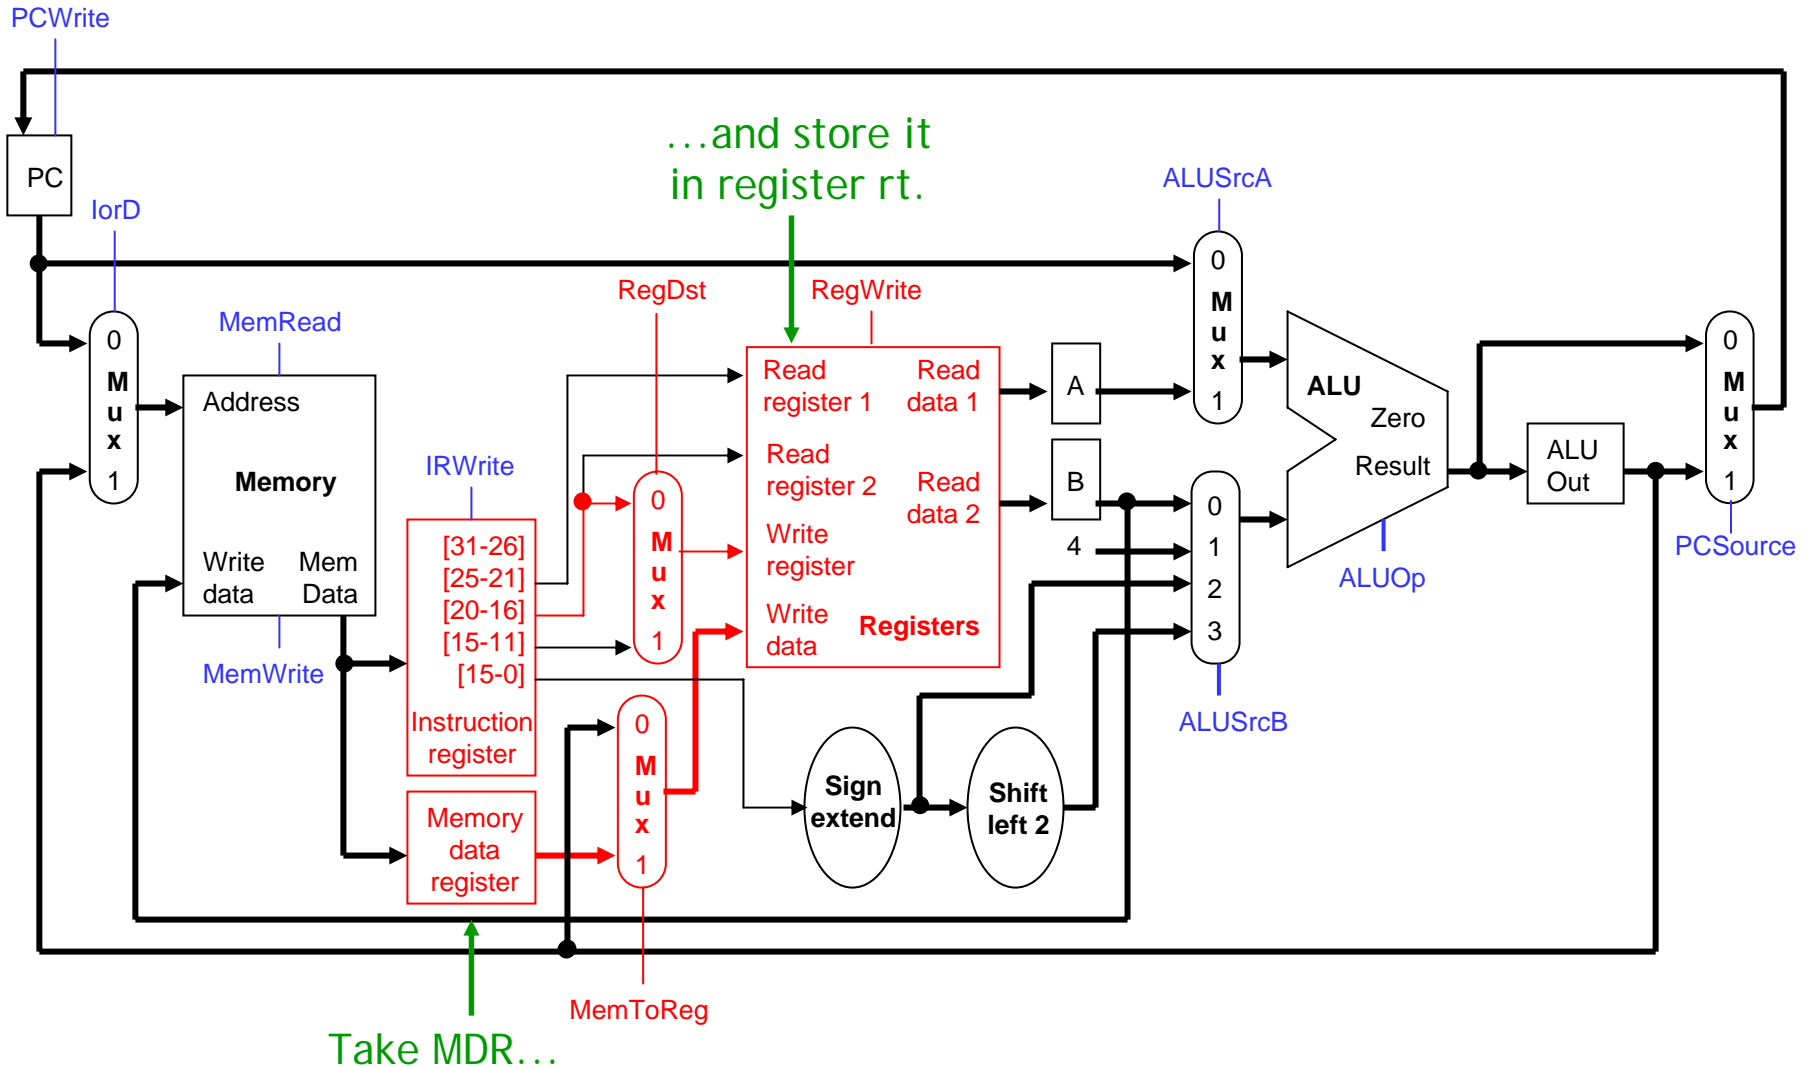 PCWrite
PC
IorD
0
M
u
x
1
MemRead
Address
Memory
Write
data
Mem
Data
MemWrite
IRWrite
[31-26]
[25-21]
[20-16]
[15-11]
[15-0]
Instruction
register
Memory
data
register
Take MDR...
RegDst
0
M
u
x
1
0
M
u
x
1
MemToReg
...and store it
in register rt.
RegWrite
Read
register 1
Read
data 1
Read
register 2
Read
data 2
Write
register
Write
data
Registers
Sign
extend
Shift
left 2
A
B
4
ALUSrcA
0
M
u
x
1
0
1
2
3
ALUSrcB
ALU
Zero
Result
ALUOp
ALU
Out
0
M
u
x
1
PCSource